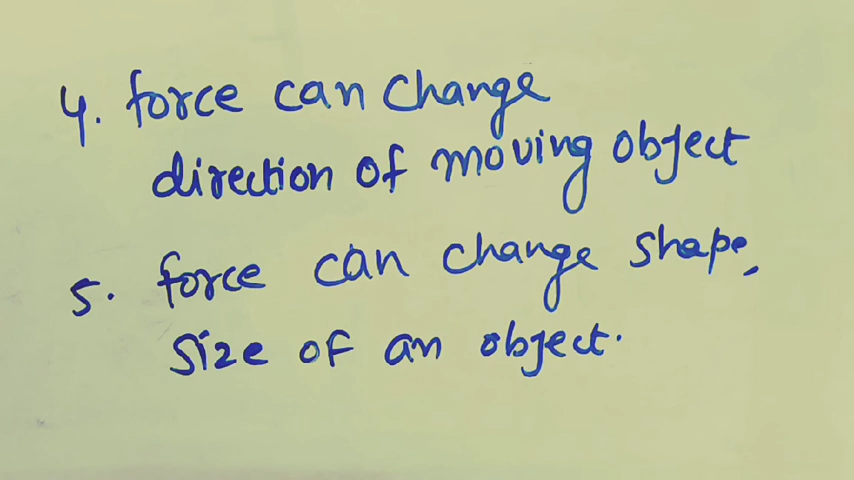 4. force can change
direction of moving object
5. force can change shape,
size of an object.